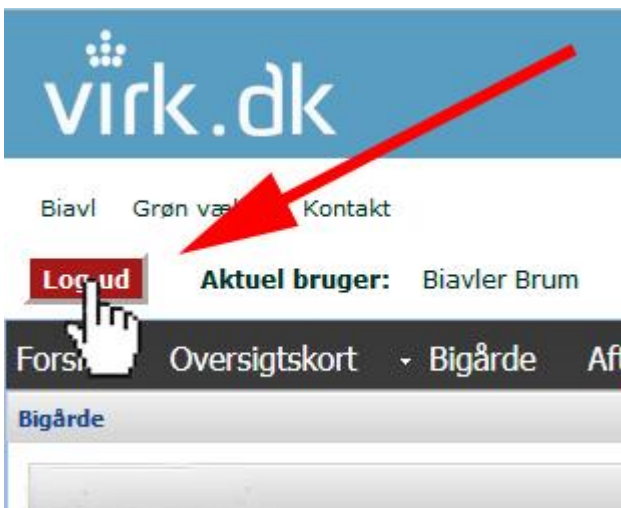 virk.dk
Biavl Kontakt
Log ud Aktuel bruger: Biavler Brum
Oversigtskort Bigårde
Bigårde